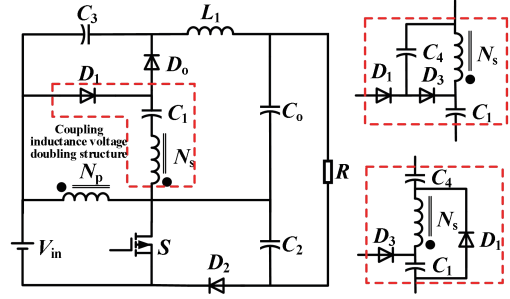 C3
L1
Do
D1
C1
Coupling
inductance voltage
doubling structure
Ns
Np
Co
R
Vin
S
C2
D2
C4
Ns
D1
D3
C1
C4
Ns
D3
D1
C1